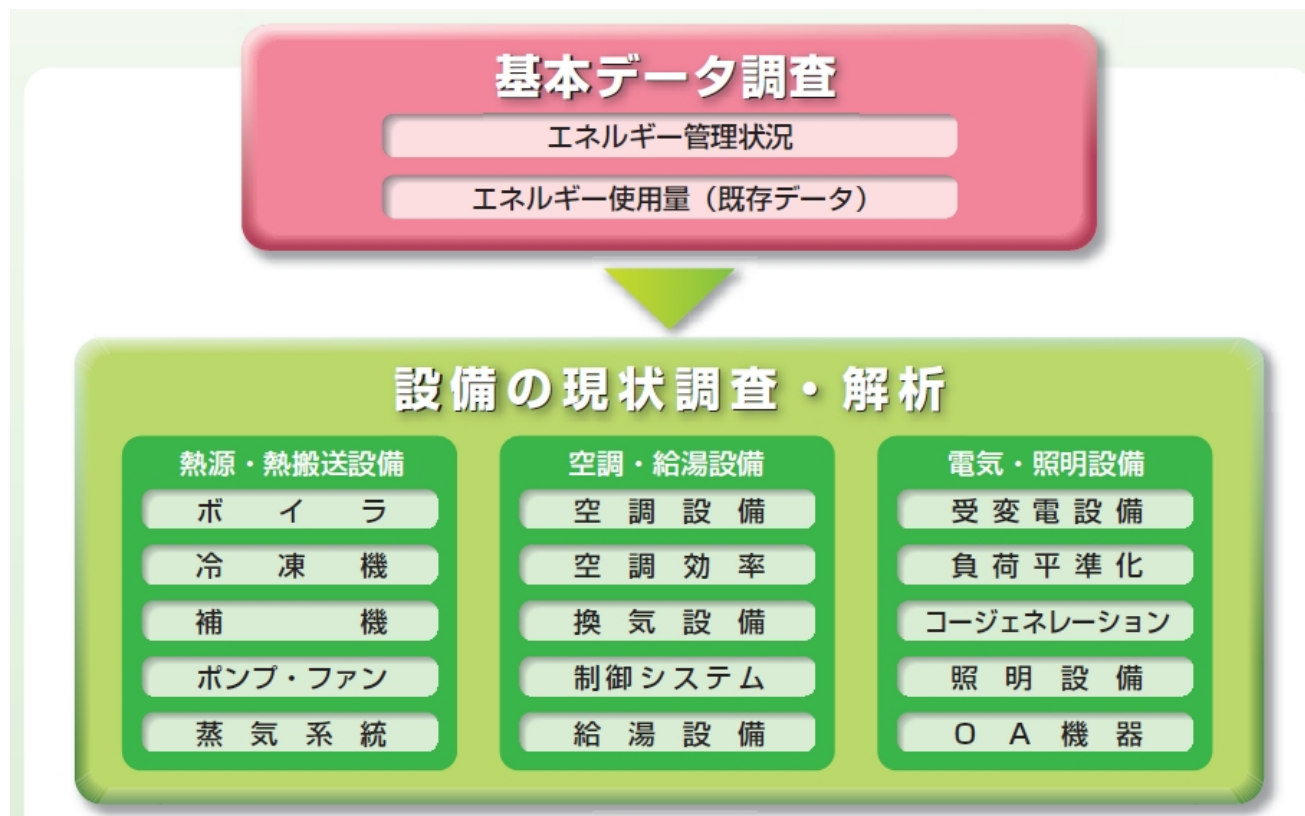 基本データ調査
エネルギー管理状況
エネルギー使用量（既存データ）
設備の現状調査・解析
熱源・熱搬送設備
ボイラ
冷凍機
補機
ポンプ・ファン
蒸気系統
空調・給湯設備
空調設備
空調効率
換気設備
制御システム
給湯設備
電気・照明設備
受変電設備
負荷平準化
コージェネレーション
照明設備
OA機器